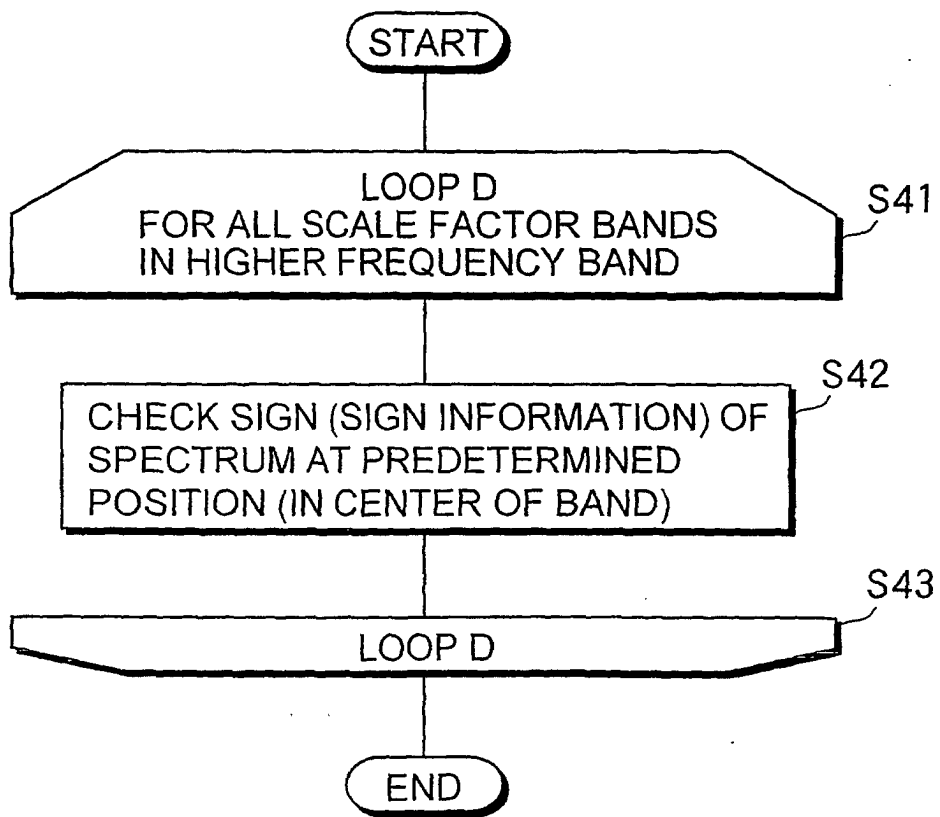 START
LOOP D
FOR ALL SCALE FACTOR BANDS
IN HIGHER FREQUENCY BAND
S41
S42
CHECK SIGN (SIGN INFORMATION) OF
SPECTRUM AT PREDETERMINED
POSITION (IN CENTER OF BAND)
S43
LOOP D
END